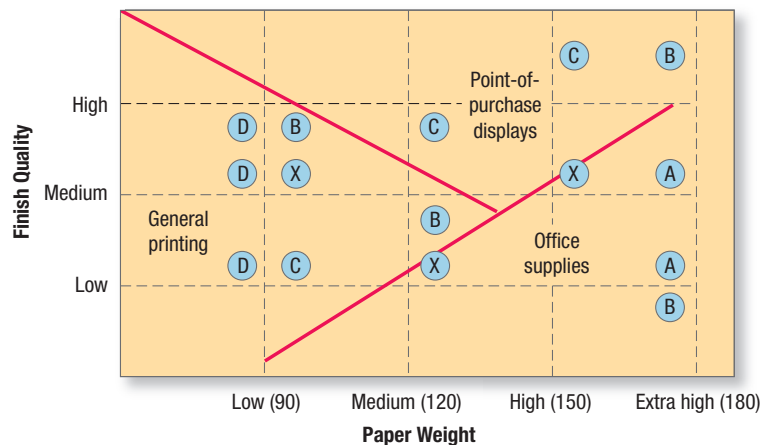 C
B
Point-of-
purchase
displays
High
D
B
C
D
X
X
A
Medium
General
printing
B
Office
supplies
D
C
X
A
Low
B
Finish Quality
Low (90)
Medium (120)
High (150)
Extra high (180)
Paper Weight